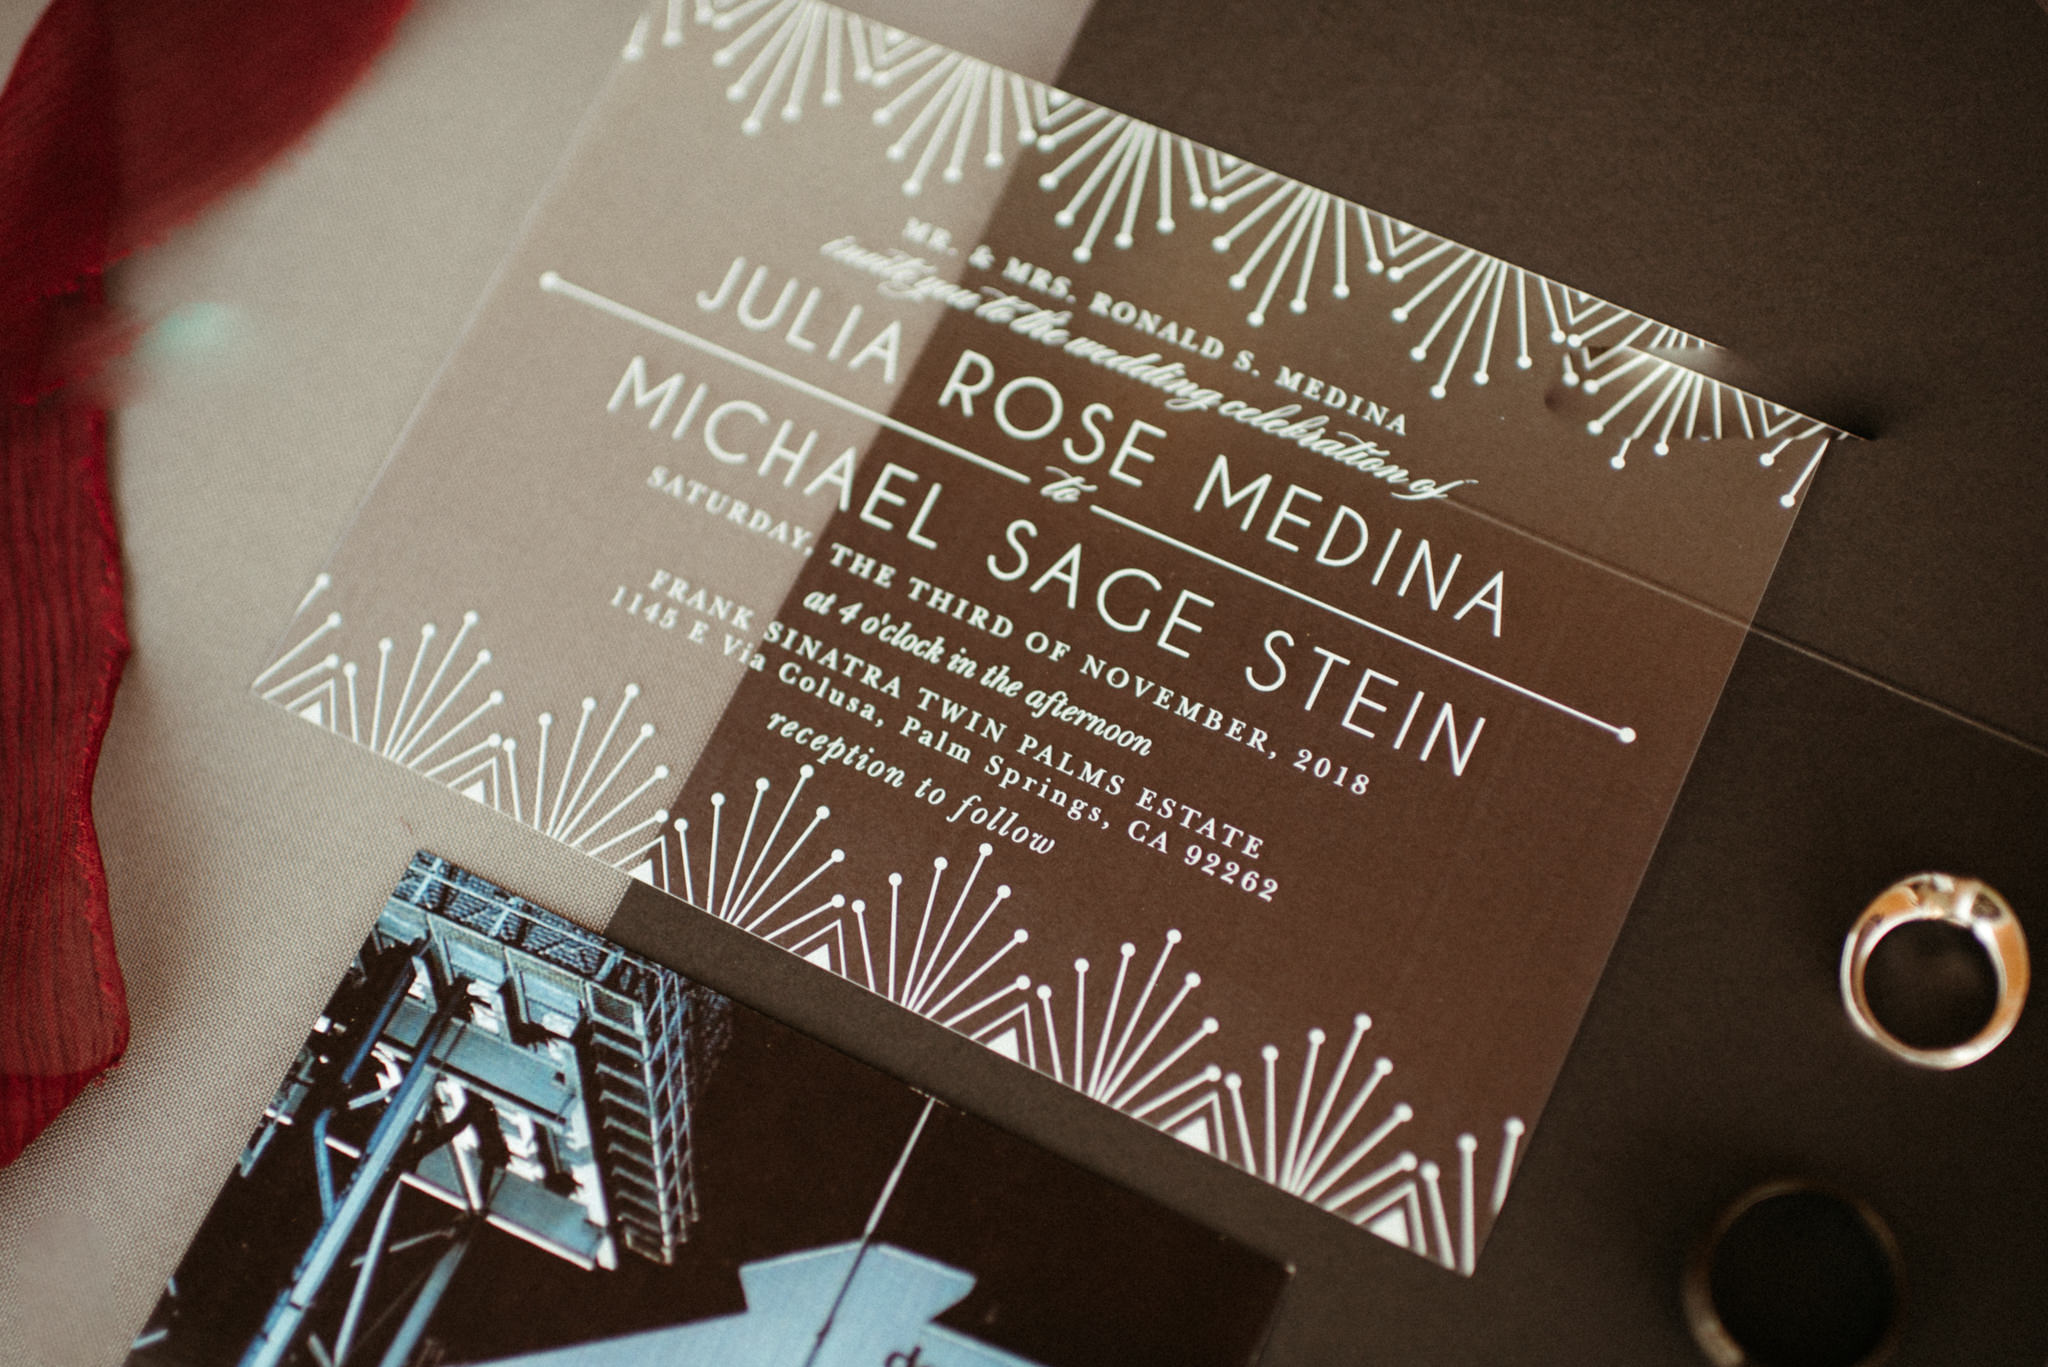 MR. & MRS. RONALD S. MEDINA
invite you to the wedding celebration of
JULIA ROSE MEDINA
to
MICHAEL SAGE STEIN
SATURDAY, THE THIRD OF NOVEMBER, 2018
at 4 o'clock in the afternoon
FRANK SINATRA TWIN PALMS ESTATE
1145 E Via Colusa, Palm Springs, CA 92262
reception to follow